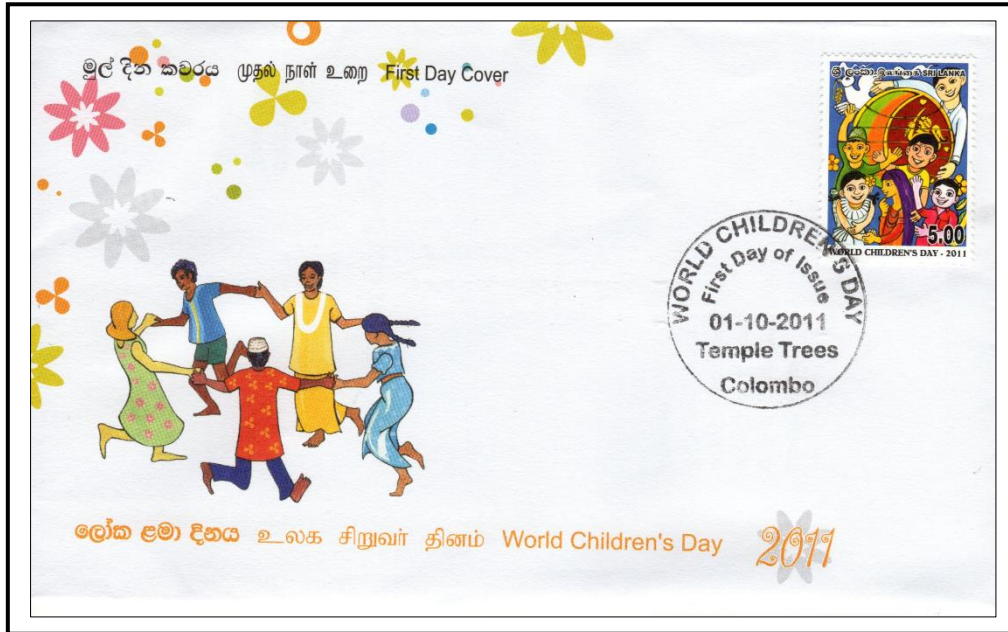 මුල් දින කවරය முதல் நாள் உறை First Day Cover
ශ්‍රී ලංකා இலங்கை SRI LANKA
5.00
WORLD CHILDREN'S DAY - 2011
WORLD CHILDREN'S DAY
First Day of Issue
01-10-2011
Temple Trees
Colombo
ලෝක ළමා දිනය உலக சிறுவர் தினம் World Children's Day 2011